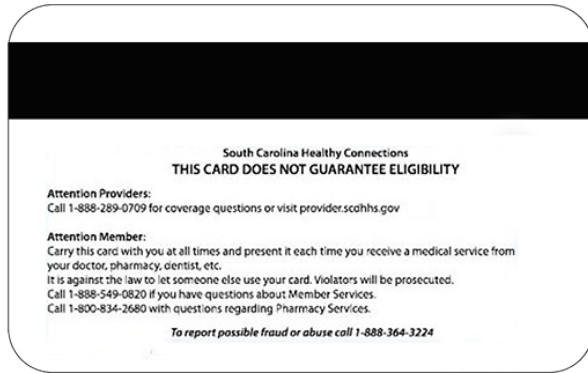 South Carolina Healthy Connections
THIS CARD DOES NOT GUARANTEE ELIGIBILITY
Attention Providers:
Call 1-888-289-0709 for coverage questions or visit provider.scdhhs.gov
Attention Member:
Carry this card with you at all times and present it each time you receive a medical service from
your doctor, pharmacy, dentist, etc.
It is against the law to let someone else use your card. Violators will be prosecuted.
Call 1-888-549-0820 if you have questions about Member Services.
Call 1-800-834-2680 with questions regarding Pharmacy Services.
To report possible fraud or abuse call 1-888-364-3224